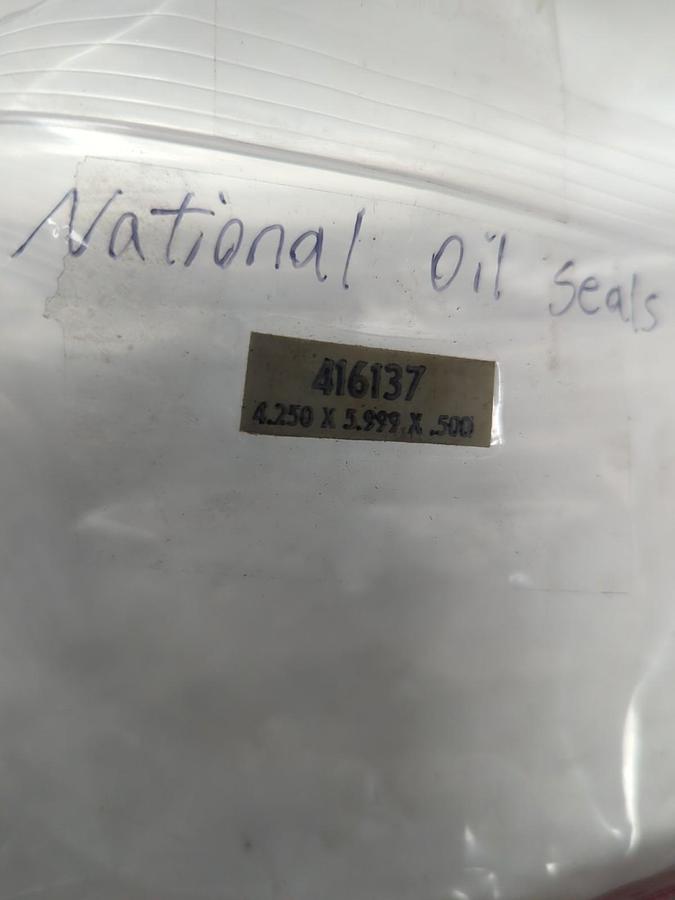 National Oil Seals
416137
4.250 X 5.999 X .500